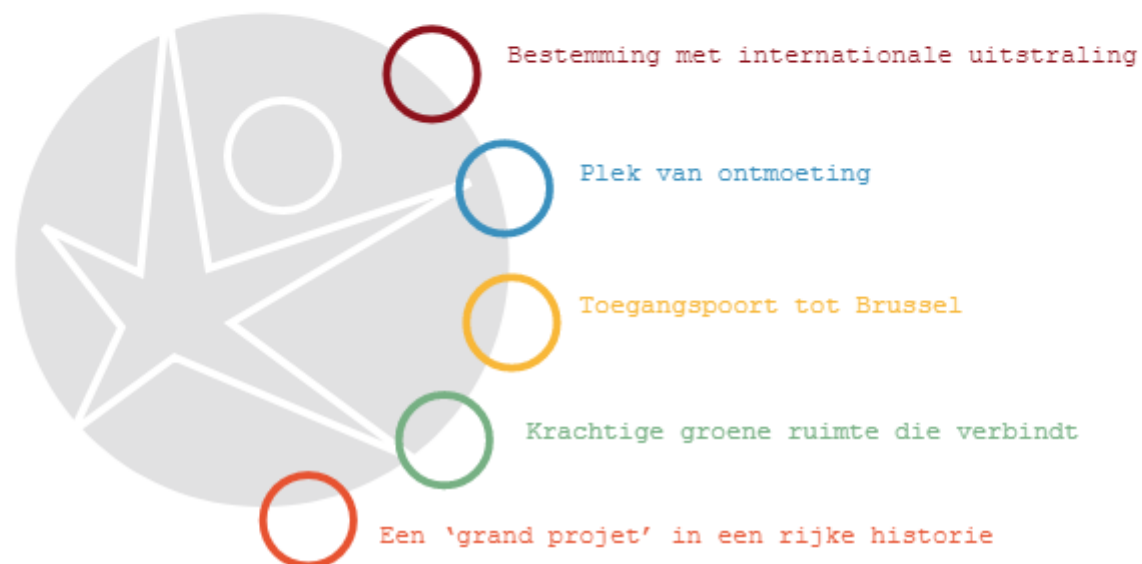 Bestemming met internationale uitstraling
Plek van ontmoeting
Toegangspoort tot Brussel
Krachtige groene ruimte die verbindt
Een ‘grand projet’ in een rijke historie